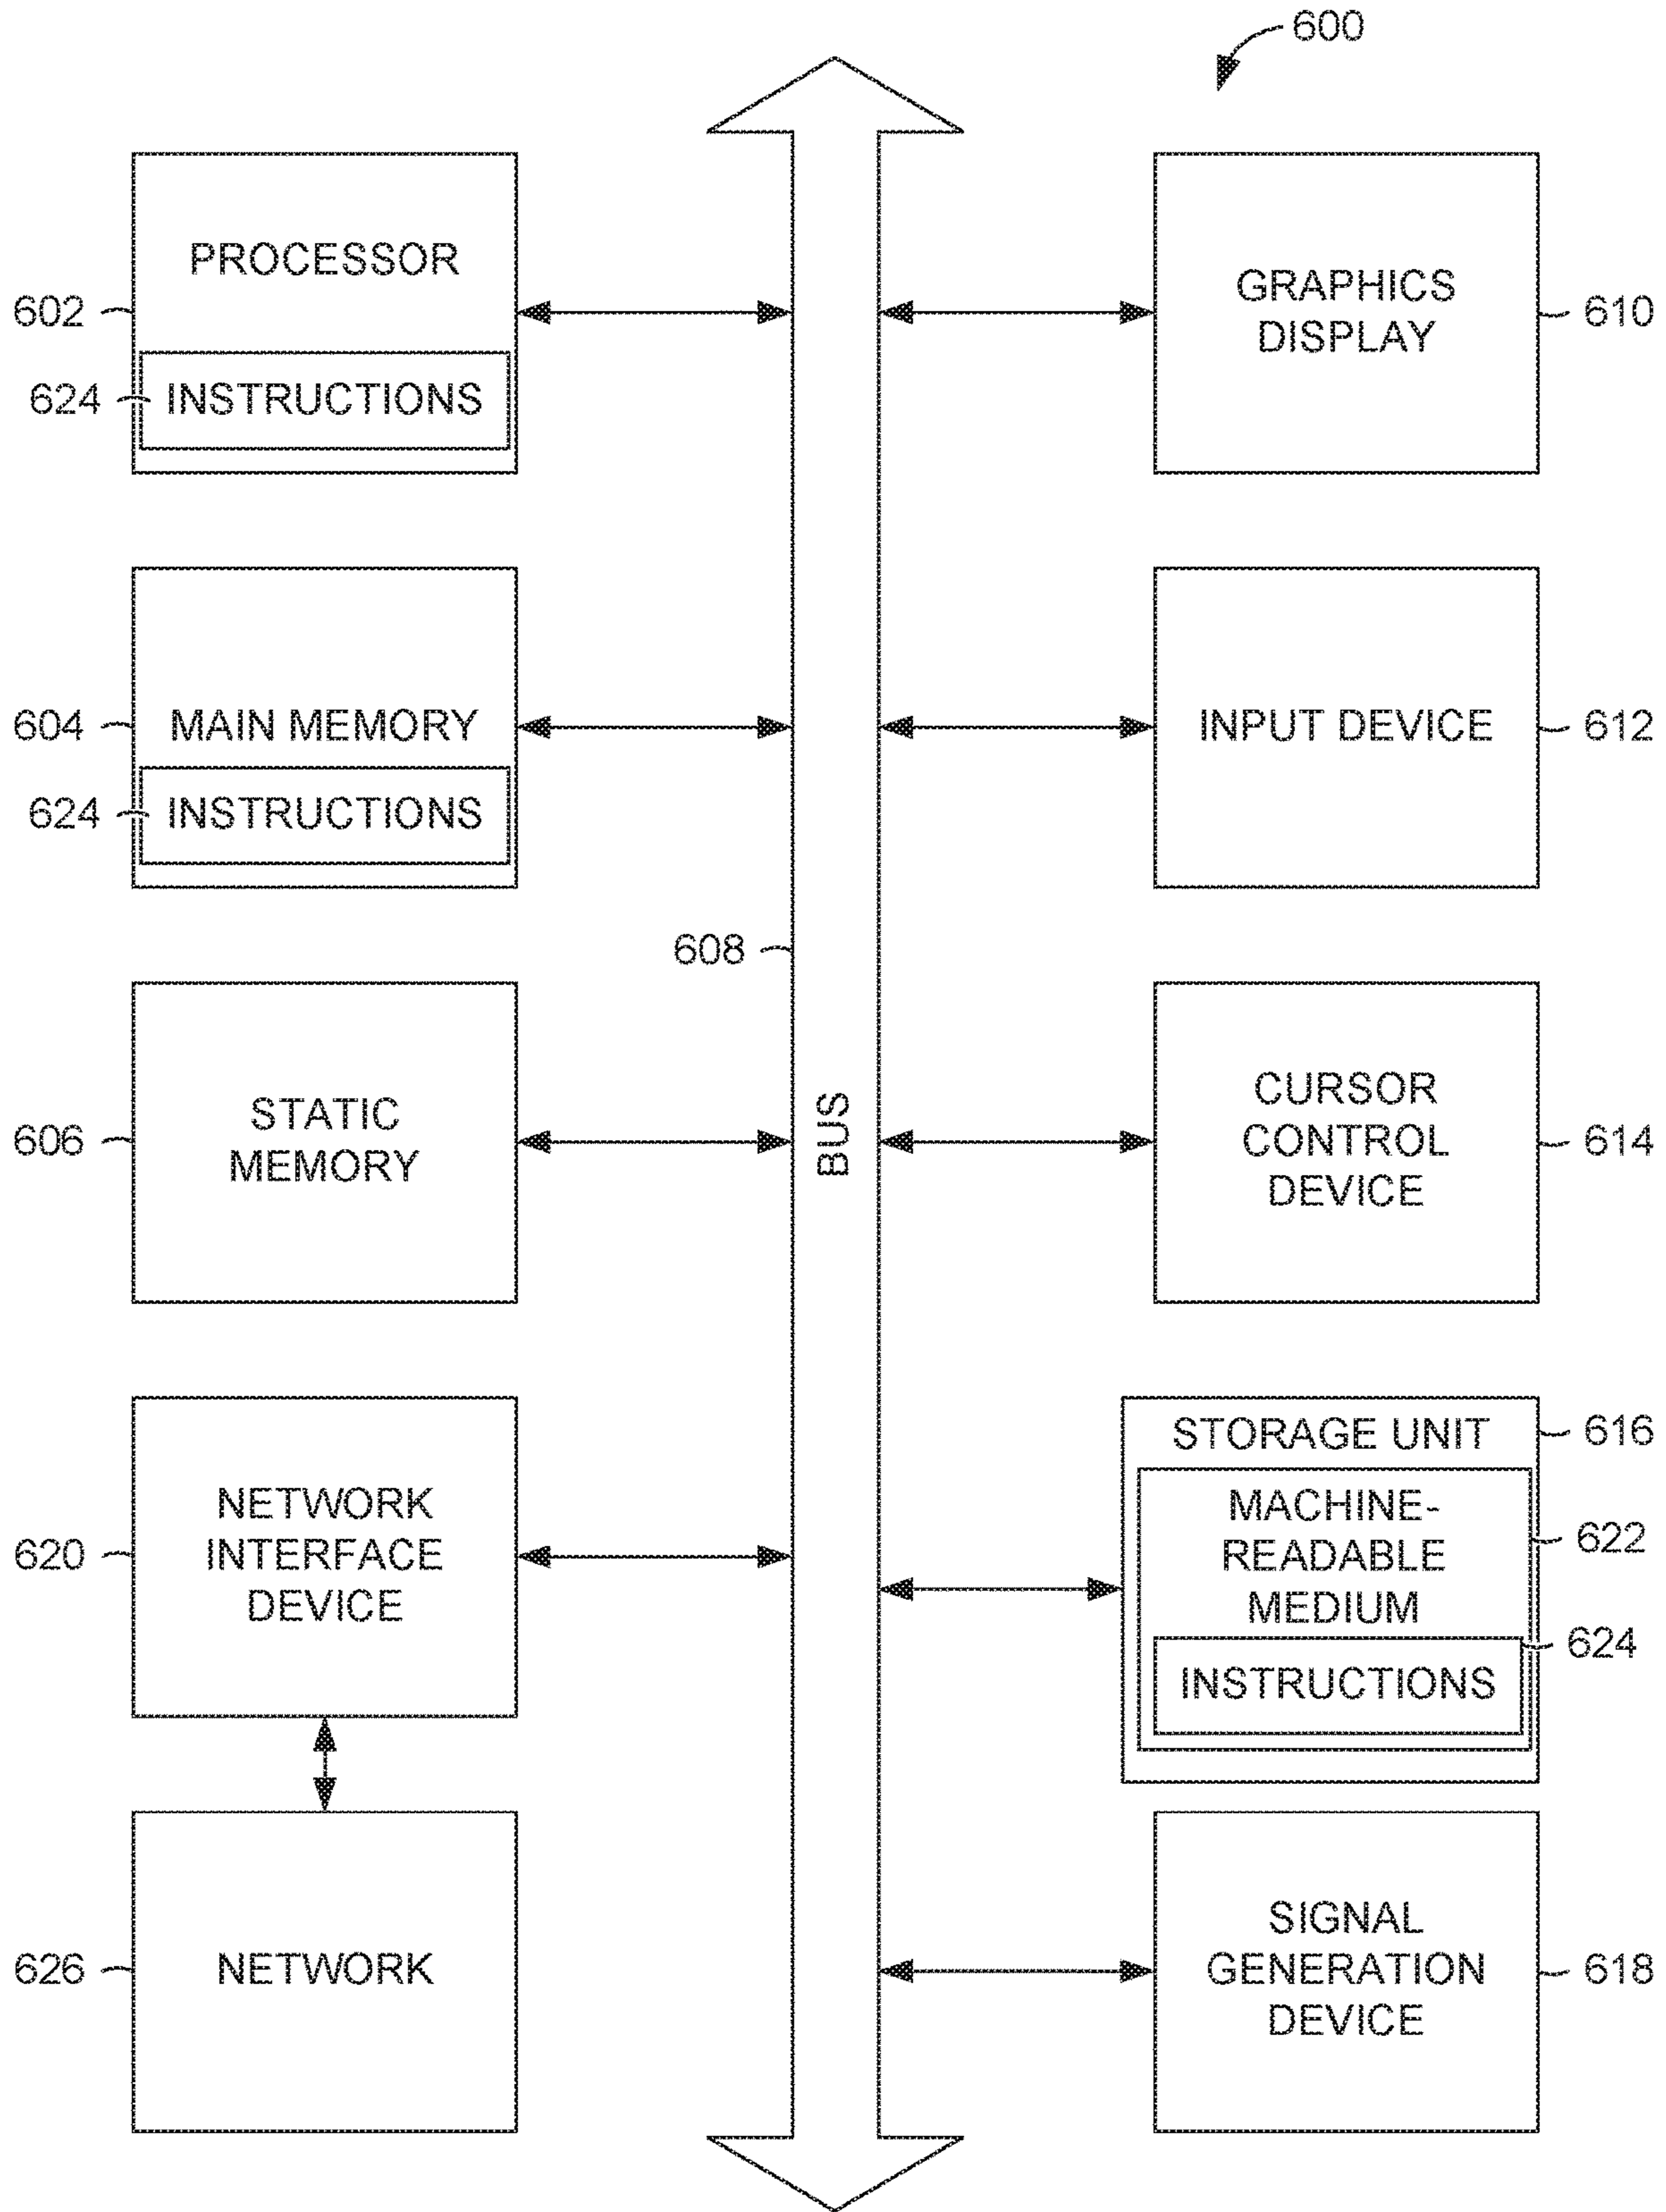 600
PROCESSOR
602
624
INSTRUCTIONS
GRAPHICS
DISPLAY
610
604
MAIN MEMORY
624
INSTRUCTIONS
INPUT DEVICE
612
608
BUS
606
STATIC
MEMORY
CURSOR
CONTROL
DEVICE
614
620
NETWORK
INTERFACE
DEVICE
STORAGE UNIT
616
MACHINE-
READABLE
MEDIUM
622
624
INSTRUCTIONS
626
NETWORK
SIGNAL
GENERATION
DEVICE
618